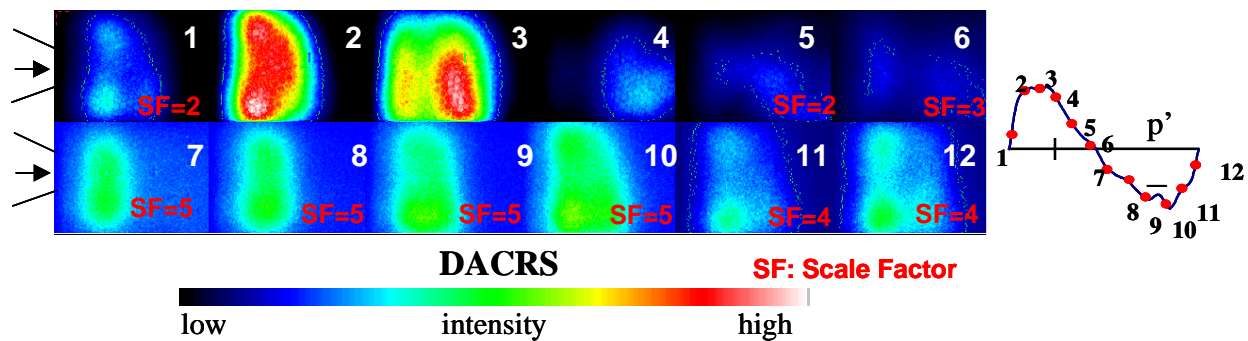 1 2 3 4 5 6
SF=2 SF=2 SF=3
7 8 9 10 11 12
SF=5 SF=5 SF=5 SF=5 SF=4 SF=4
DACRS
SF: Scale Factor
low intensity high
2 3
4
5 p’
1 6
7 12
8 11
9 10